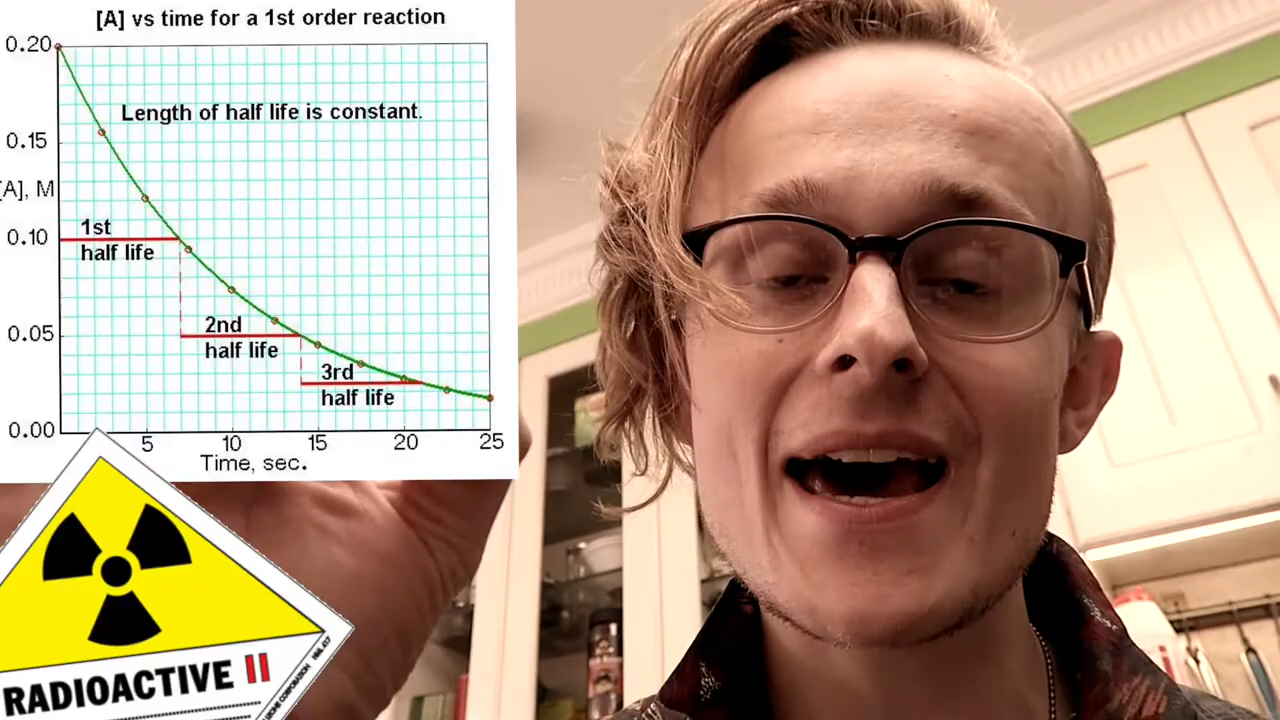 [A] vs time for a 1st order reaction
0.20
Length of half life is constant.
0.15
[A], M
1st
half life
0.10
2nd
half life
0.05
3rd
half life
0.00
5 10 15 20 25
Time, sec.
RADIOACTIVE II